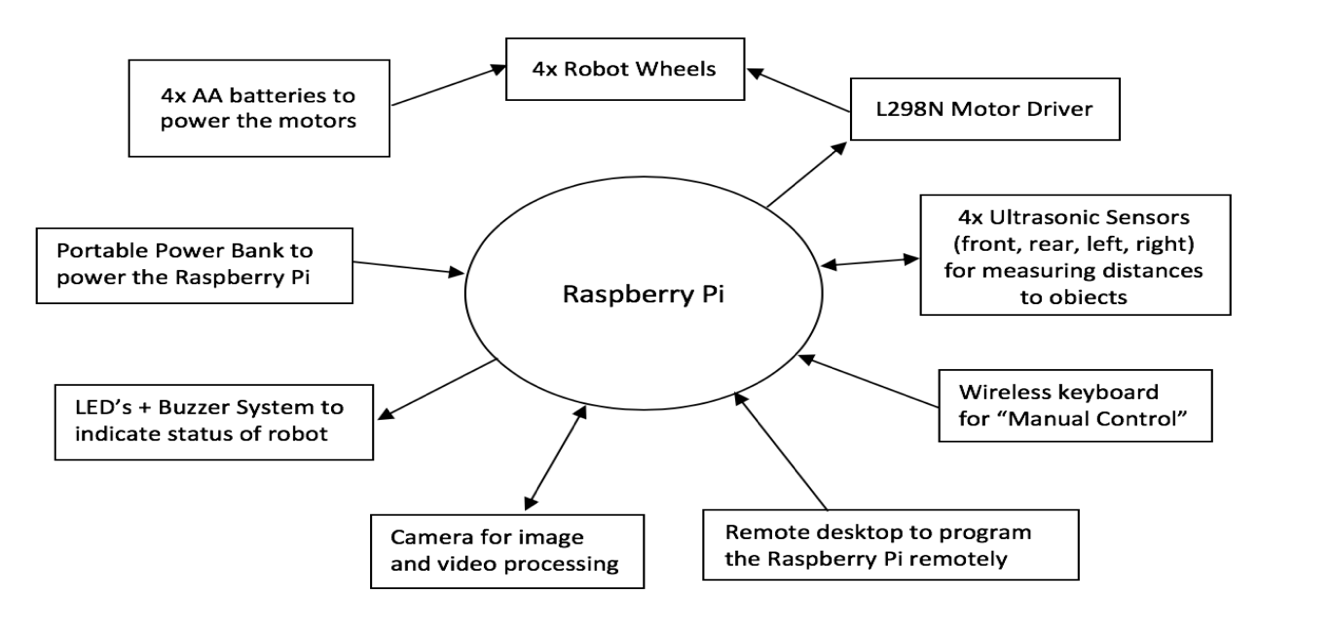 4x Robot Wheels
4x AA batteries to
power the motors
L298N Motor Driver
4x Ultrasonic Sensors
(front, rear, left, right)
for measuring distances
to objects
Portable Power Bank to
power the Raspberry Pi
Raspberry Pi
Wireless keyboard
for “Manual Control”
LED’s + Buzzer System to
indicate status of robot
Camera for image
and video processing
Remote desktop to program
the Raspberry Pi remotely